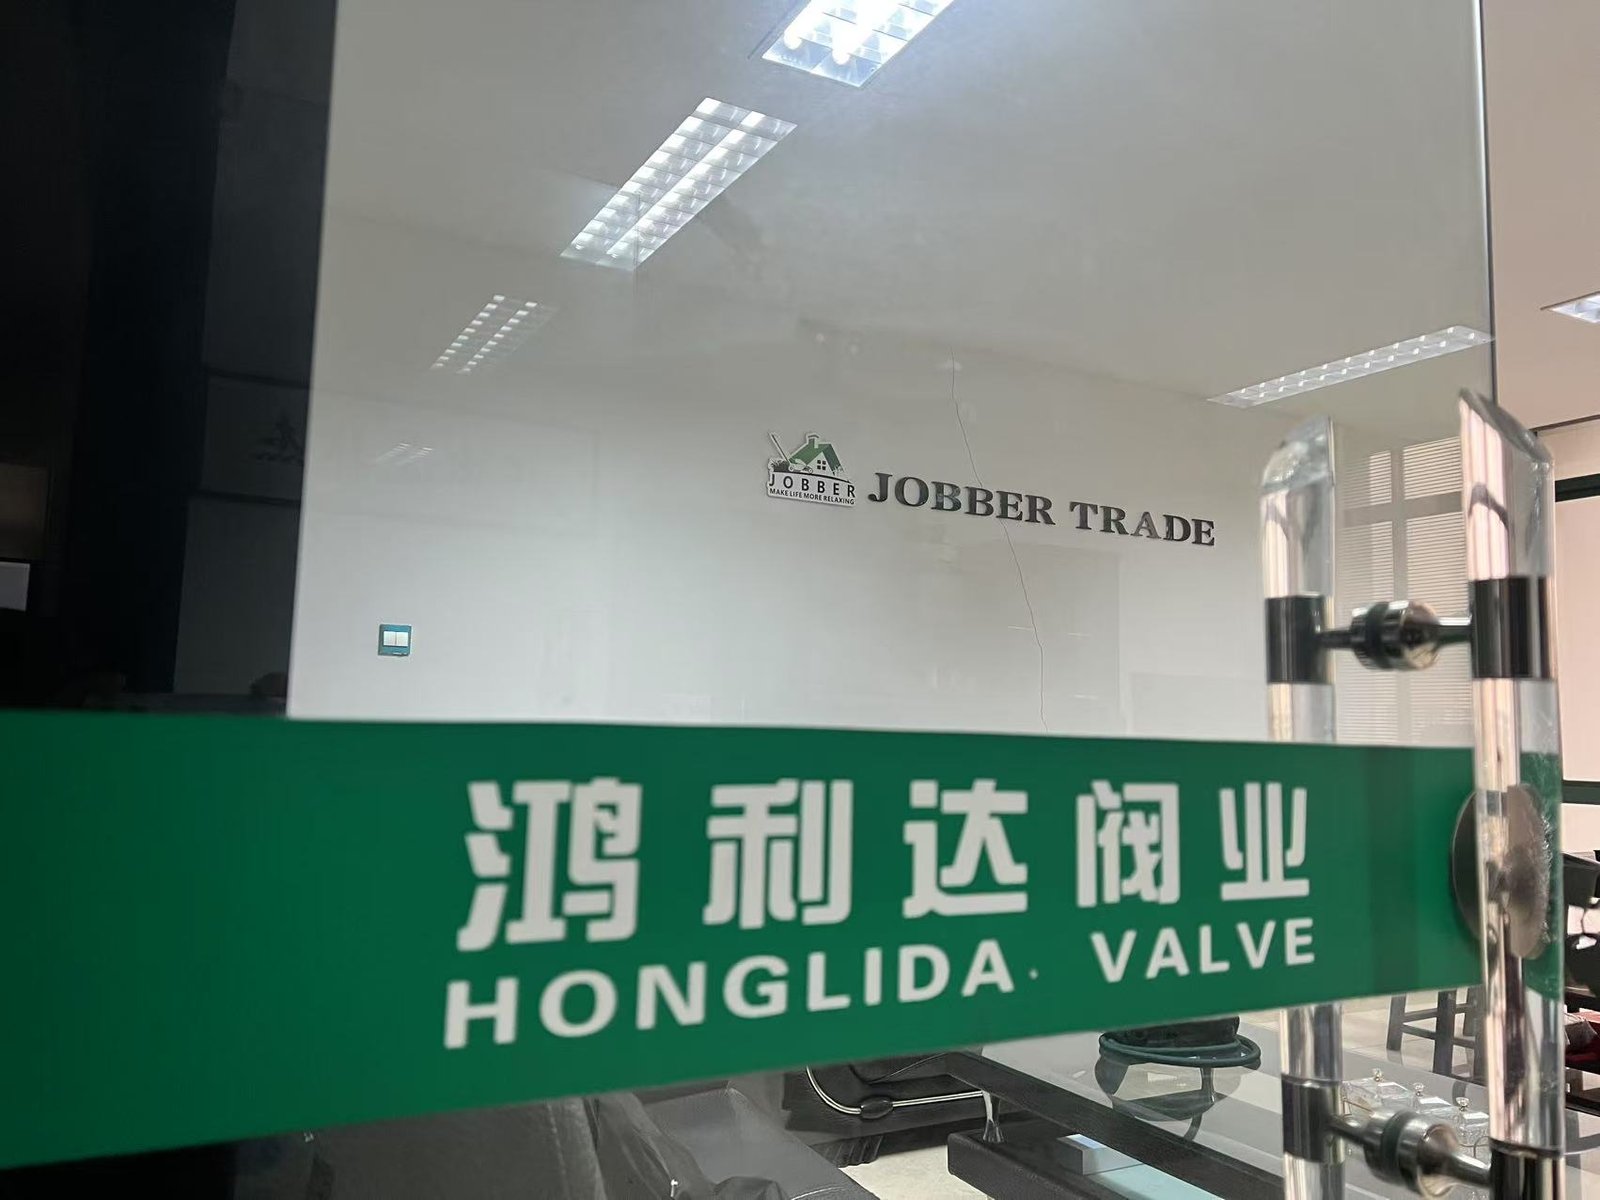 JOBBER
MAKE LIFE MORE RELAXING
JOBBER TRADE
鸿利达阀业
HONGLIDA · VALVE